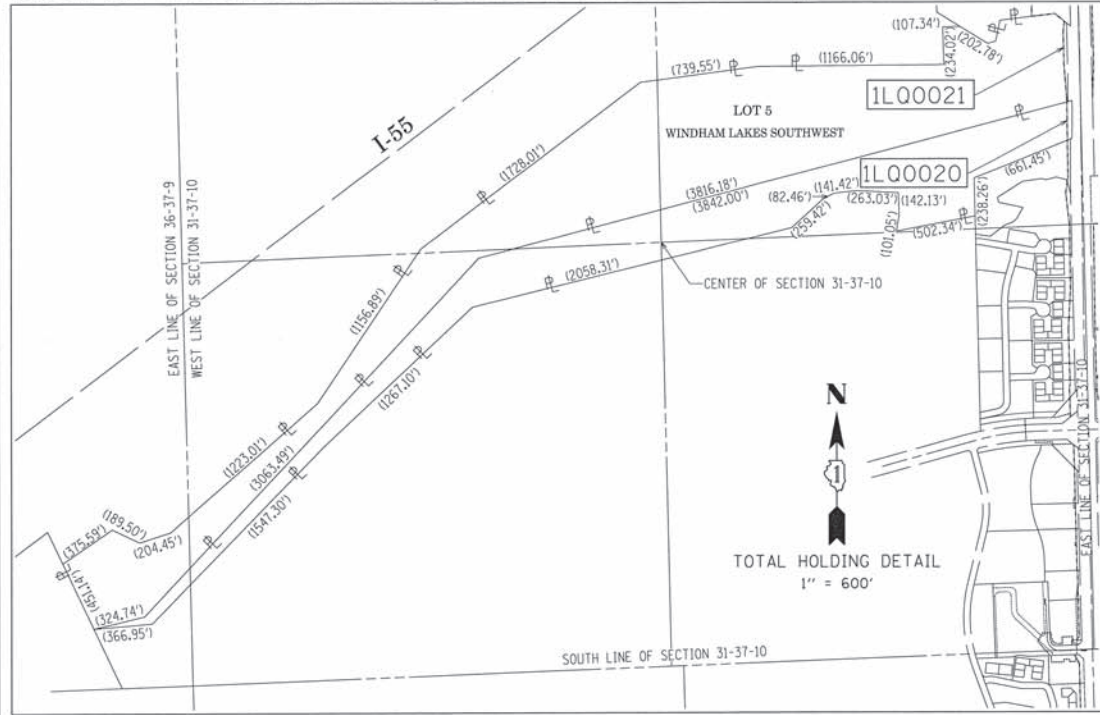 (107.34')
(202.78')
(234.02')
(739.55')
(1166.06')
1LQ0021
LOT 5
WINDHAM LAKES SOUTHWEST
I-55
(1728.01')
1LQ0020
(661.45')
(3816.18')
(3842.00')
(82.46')
(141.42')
(263.03')
(142.13')
(238.26')
(259.42')
(101.05')
(502.34')
EAST LINE OF SECTION 36-37-9
WEST LINE OF SECTION 31-37-10
(2058.31')
CENTER OF SECTION 31-37-10
(1156.89')
(1267.10')
EAST LINE OF SECTION 31-37-10
N
1
(1223.01')
(3063.49')
(1547.30')
(189.50')
(375.59')
(204.45')
(451.14')
(324.74')
(366.95')
TOTAL HOLDING DETAIL
1" = 600'
SOUTH LINE OF SECTION 31-37-10